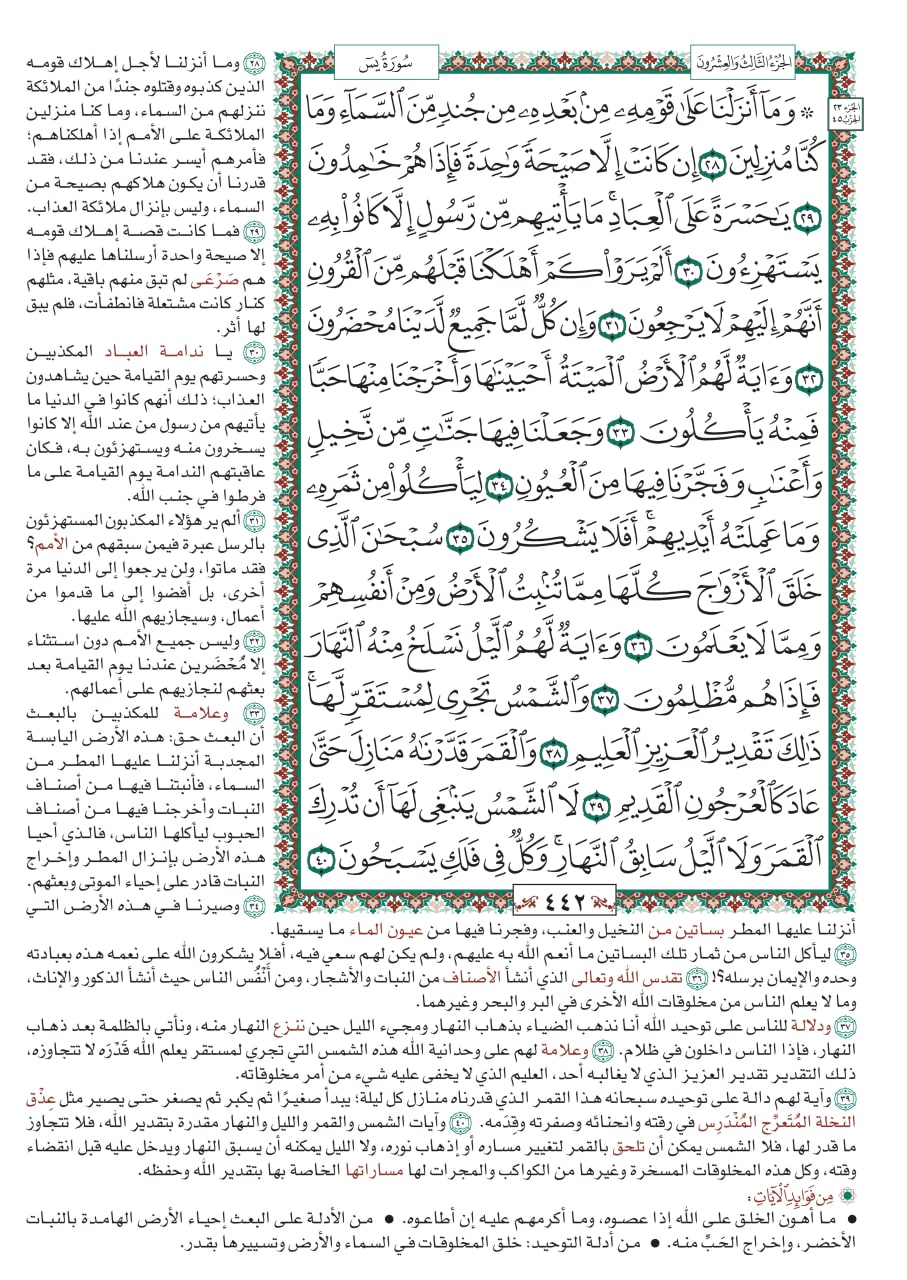 الجُزْءُ الثَّالِثُ وَالعِشْرُونَ
سُورَةُ يسٓ
الجزء ٢٣
الحزب ٤٥
۞ وَمَآ أَنزَلْنَا عَلَىٰ قَوْمِهِۦ مِنۢ بَعْدِهِۦ مِن جُندٍ مِّنَ ٱلسَّمَآءِ وَمَا
كُنَّا مُنزِلِينَ ٢٨ إِن كَانَتْ إِلَّا صَيْحَةً وَٰحِدَةً فَإِذَا هُمْ خَٰمِدُونَ
٢٩ يَٰحَسْرَةً عَلَى ٱلْعِبَادِۚ مَا يَأْتِيهِم مِّن رَّسُولٍ إِلَّا كَانُوا۟ بِهِۦ
يَسْتَهْزِءُونَ ٣٠ أَلَمْ يَرَوْا۟ كَمْ أَهْلَكْنَا قَبْلَهُم مِّنَ ٱلْقُرُونِ
أَنَّهُمْ إِلَيْهِمْ لَا يَرْجِعُونَ ٣١ وَإِن كُلٌّ لَّمَّا جَمِيعٌ لَّدَيْنَا مُحْضَرُونَ
٣٢ وَءَايَةٌ لَّهُمُ ٱلْأَرْضُ ٱلْمَيْتَةُ أَحْيَيْنَٰهَا وَأَخْرَجْنَا مِنْهَا حَبًّا
فَمِنْهُ يَأْكُلُونَ ٣٣ وَجَعَلْنَا فِيهَا جَنَّٰتٍ مِّن نَّخِيلٍ
وَأَعْنَٰبٍ وَفَجَّرْنَا فِيهَا مِنَ ٱلْعُيُونِ ٣٤ لِيَأْكُلُوا۟ مِن ثَمَرِهِۦ
وَمَا عَمِلَتْهُ أَيْدِيهِمْۚ أَفَلَا يَشْكُرُونَ ٣٥ سُبْحَٰنَ ٱلَّذِى
خَلَقَ ٱلْأَزْوَٰجَ كُلَّهَا مِمَّا تُنۢبِتُ ٱلْأَرْضُ وَمِنْ أَنفُسِهِمْ
وَمِمَّا لَا يَعْلَمُونَ ٣٦ وَءَايَةٌ لَّهُمُ ٱلَّيْلُ نَسْلَخُ مِنْهُ ٱلنَّهَارَ
فَإِذَا هُم مُّظْلِمُونَ ٣٧ وَٱلشَّمْسُ تَجْرِى لِمُسْتَقَرٍّ لَّهَاۚ
ذَٰلِكَ تَقْدِيرُ ٱلْعَزِيزِ ٱلْعَلِيمِ ٣٨ وَٱلْقَمَرَ قَدَّرْنَٰهُ مَنَازِلَ حَتَّىٰ
عَادَ كَٱلْعُرْجُونِ ٱلْقَدِيمِ ٣٩ لَا ٱلشَّمْسُ يَنۢبَغِى لَهَآ أَن تُدْرِكَ
ٱلْقَمَرَ وَلَا ٱلَّيْلُ سَابِقُ ٱلنَّهَارِۚ وَكُلٌّ فِى فَلَكٍ يَسْبَحُونَ ٤٠
٤٤٢
٢٨ وما أنزلنا لأجل إهلاك قومه
الذين كذبوه وقتلوه جندًا من الملائكة
ننزلهم من السماء، وما كنا منزلين
الملائكة على الأمم إذا أهلكناهم؛
فأمرهم أيسر عندنا من ذلك، فقد
قدرنا أن يكون هلاكهم بصيحة من
السماء، وليس بإنزال ملائكة العذاب.
٢٩ فما كانت قصة إهلاك قومه
إلا صيحة واحدة أرسلناها عليهم فإذا
هم صَرْعَى لم تبق منهم باقية، مثلهم
كنار كانت مشتعلة فانطفأت، فلم يبق
لها أثر.
٣٠ يا ندامة العباد المكذبين
وحسرتهم يوم القيامة حين يشاهدون
العذاب؛ ذلك أنهم كانوا في الدنيا ما
يأتيهم من رسول من عند الله إلا كانوا
يسخرون منه ويستهزئون به، فكان
عاقبتهم الندامة يوم القيامة على ما
فرطوا في جنب الله.
٣١ ألم ير هؤلاء المكذبون المستهزئون
بالرسل عبرة فيمن سبقهم من الأمم؟
فقد ماتوا، ولن يرجعوا إلى الدنيا مرة
أخرى، بل أفضوا إلى ما قدموا من
أعمال، وسيجازيهم الله عليها.
٣٢ وليس جميع الأمم دون استثناء
إلا مُحْضَرين عندنا يوم القيامة بعد
بعثهم لنجازيهم على أعمالهم.
٣٣ وعلامة للمكذبين بالبعث
أن البعث حق: هذه الأرض اليابسة
المجدبة أنزلنا عليها المطر من
السماء، فأنبتنا فيها من أصناف
النبات وأخرجنا فيها من أصناف
الحبوب ليأكلها الناس، فالذي أحيا
هذه الأرض بإنزال المطر وإخراج
النبات قادر على إحياء الموتى وبعثهم.
٣٤ وصيرنا في هذه الأرض التي
أنزلنا عليها المطر بساتين من النخيل والعنب، وفجرنا فيها من عيون الماء ما يسقيها.
٣٥ ليأكل الناس من ثمار تلك البساتين ما أنعم الله به عليهم، ولم يكن لهم سعي فيه، أفلا يشكرون الله على نعمه هذه بعبادته
وحده والإيمان برسله؟! ٣٦ تقدس الله وتعالى الذي أنشأ الأصناف من النبات والأشجار، ومن أَنْفُس الناس حيث أنشأ الذكور والإناث،
وما لا يعلم الناس من مخلوقات الله الأخرى في البر والبحر وغيرهما.
٣٧ ودلالة للناس على توحيد الله أنا نذهب الضياء بذهاب النهار ومجيء الليل حين ننزع النهار منه، ونأتي بالظلمة بعد ذهاب
النهار، فإذا الناس داخلون في ظلام. ٣٨ وعلامة لهم على وحدانية الله هذه الشمس التي تجري لمستقر يعلم الله قَدْرَه لا تتجاوزه،
ذلك التقدير تقدير العزيز الذي لا يغالبه أحد، العليم الذي لا يخفى عليه شيء من أمر مخلوقاته.
٣٩ وآية لهم دالة على توحيده سبحانه هذا القمر الذي قدرناه منازل كل ليلة؛ يبدأ صغيرًا ثم يكبر ثم يصغر حتى يصير مثل عِذْق
النخلة المُتَعرِّج المُنْدَرِس في رقته وانحنائه وصفرته وقِدَمه. ٤٠ وآيات الشمس والقمر والليل والنهار مقدرة بتقدير الله، فلا تتجاوز
ما قدر لها، فلا الشمس يمكن أن تلحق بالقمر لتغيير مساره أو إذهاب نوره، ولا الليل يمكنه أن يسبق النهار ويدخل عليه قبل انقضاء
وقته، وكل هذه المخلوقات المسخرة وغيرها من الكواكب والمجرات لها مساراتها الخاصة بها بتقدير الله وحفظه.
مِن فَوَائِدِ ٱلْآيَاتِ:
● ما أهون الخلق على الله إذا عصوه، وما أكرمهم عليه إن أطاعوه. ● من الأدلة على البعث إحياء الأرض الهامدة بالنبات
الأخضر، وإخراج الحَبِّ منه. ● من أدلة التوحيد: خلق المخلوقات في السماء والأرض وتسييرها بقدر.